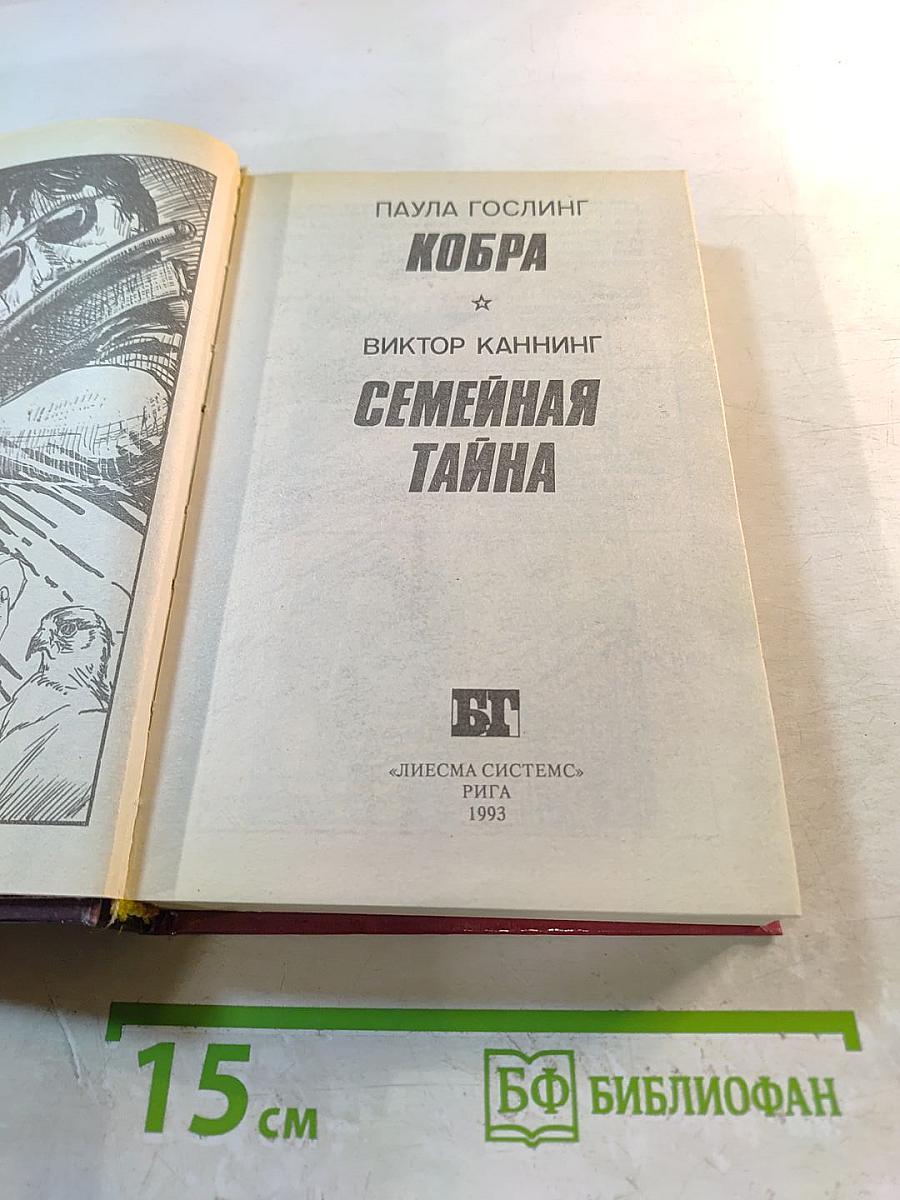 ПАУЛА ГОСЛИНГ
КОБРА
ВИКТОР КАННИНГ
СЕМЕЙНАЯ
ТАЙНА
БГ
«ЛИЕСМА СИСТЕМС»
РИГА
1993
15 см
БФ БИБЛИОФАН